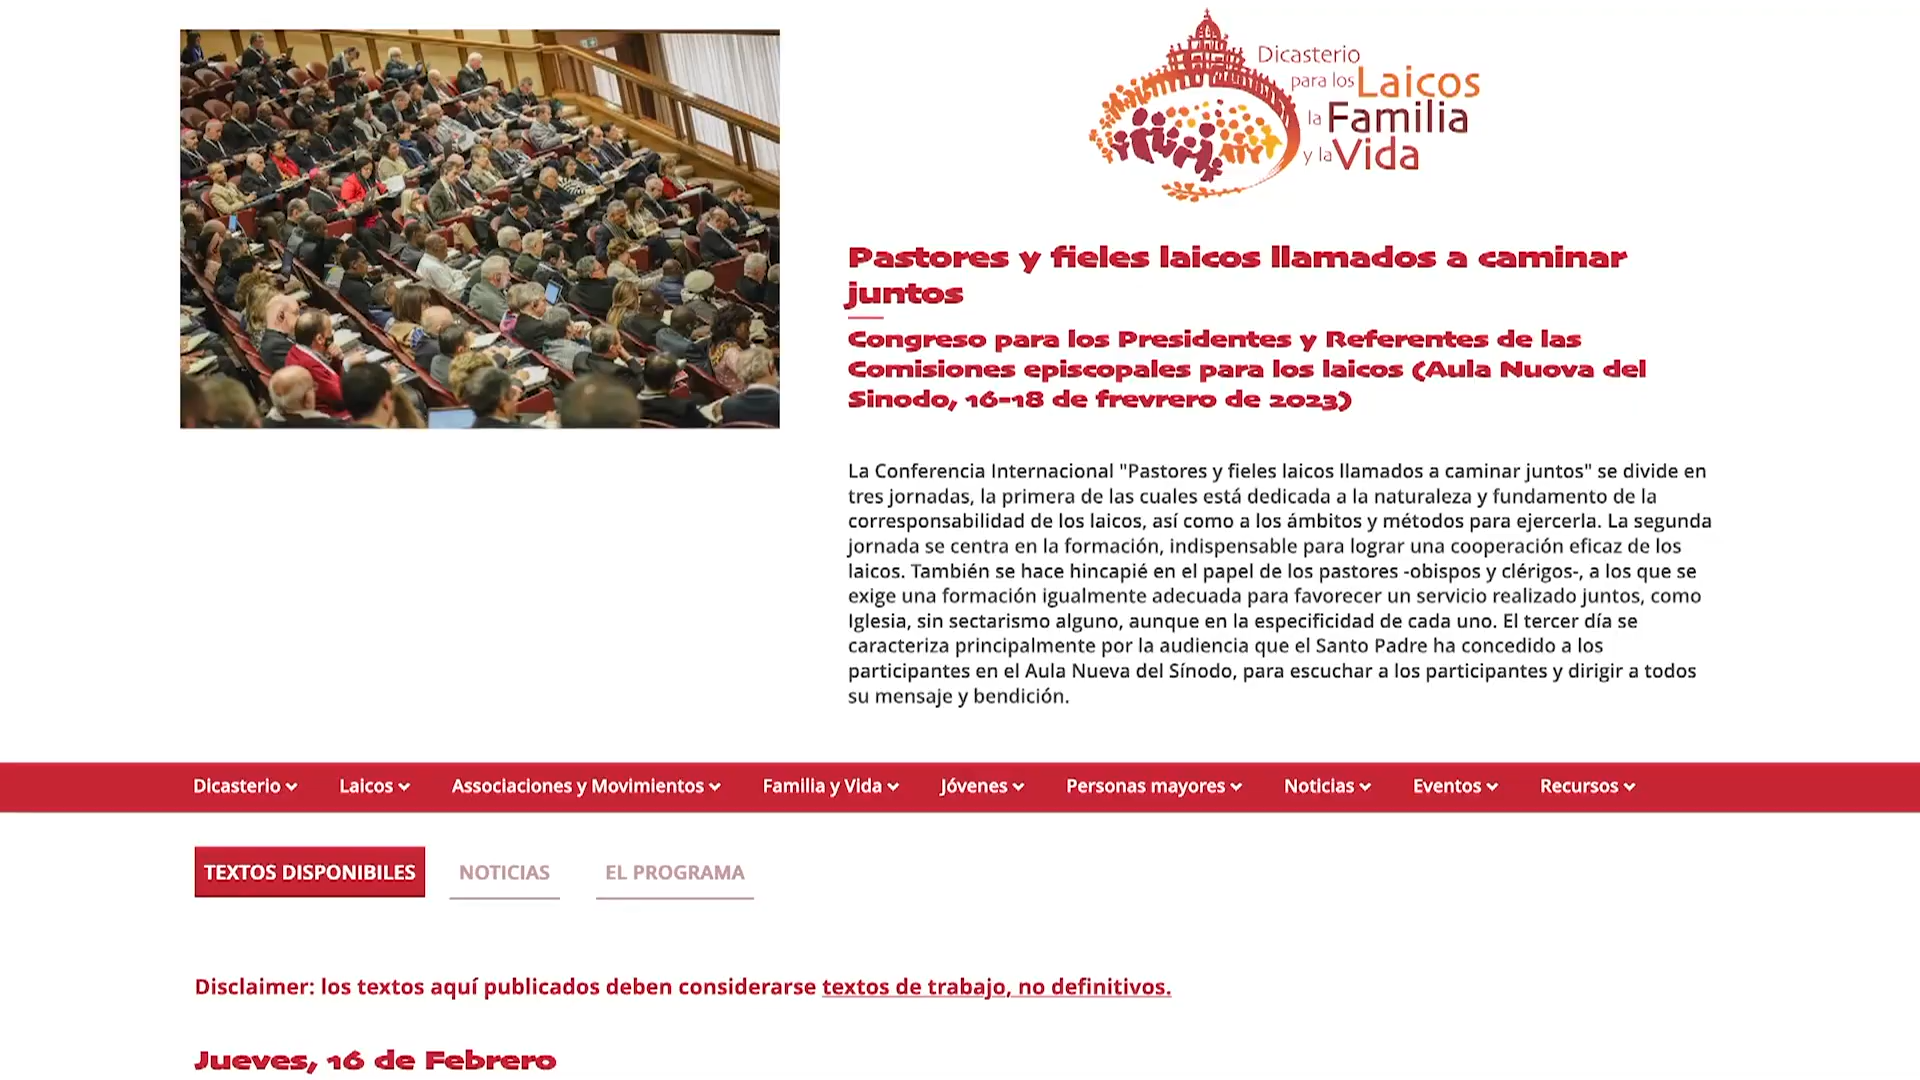 Dicasterio
para los Laicos
la Familia
y la Vida
Pastores y fieles laicos llamados a caminar
juntos
Congreso para los Presidentes y Referentes de las
Comisiones episcopales para los laicos (Aula Nuova del
Sinodo, 16-18 de frevrero de 2023)
La Conferencia Internacional "Pastores y fieles laicos llamados a caminar juntos" se divide en
tres jornadas, la primera de las cuales está dedicada a la naturaleza y fundamento de la
corresponsabilidad de los laicos, así como a los ámbitos y métodos para ejercerla. La segunda
jornada se centra en la formación, indispensable para lograr una cooperación eficaz de los
laicos. También se hace hincapié en el papel de los pastores -obispos y clérigos-, a los que se
exige una formación igualmente adecuada para favorecer un servicio realizado juntos, como
Iglesia, sin sectarismo alguno, aunque en la especificidad de cada uno. El tercer día se
caracteriza principalmente por la audiencia que el Santo Padre ha concedido a los
participantes en el Aula Nueva del Sínodo, para escuchar a los participantes y dirigir a todos
su mensaje y bendición.
Dicasterio Laicos Associaciones y Movimientos Familia y Vida Jóvenes Personas mayores Noticias Eventos Recursos
TEXTOS DISPONIBILES NOTICIAS EL PROGRAMA
Disclaimer: los textos aquí publicados deben considerarse textos de trabajo, no definitivos.
Jueves, 16 de Febrero